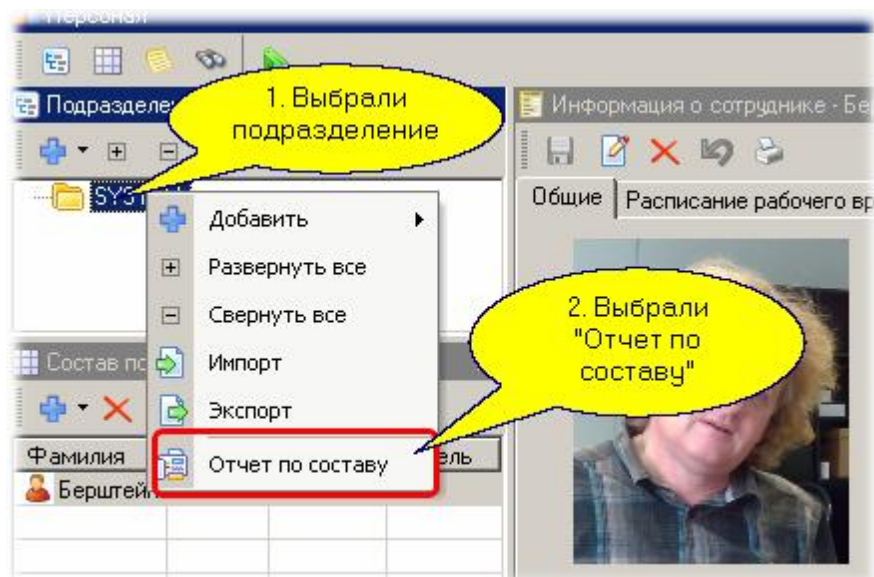 Персонал
Подразделе
1. Выбрали
подразделение
Информация о сотруднике - Бе
SYST
Общие
Расписание рабочего вр
Добавить
Развернуть все
Свернуть все
Импорт
Экспорт
Отчет по составу
2. Выбрали
"Отчет по
составу"
Состав по
Фамилия
ель
Берштейн